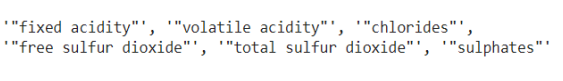 '"fixed acidity"', '"volatile acidity"', '"chlorides"',
'"free sulfur dioxide"', '"total sulfur dioxide"', '"sulphates"'